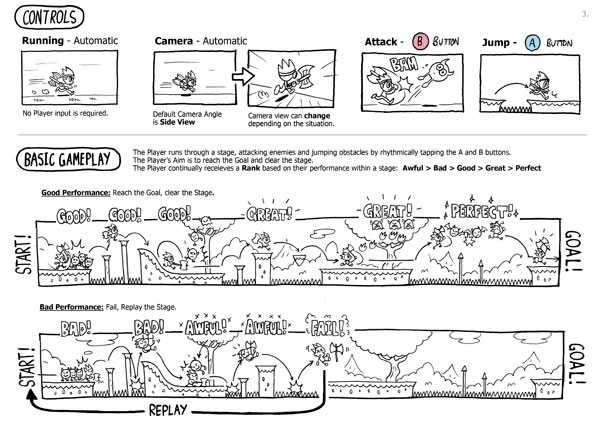 CONTROLS
3.
Running - Automatic
Camera - Automatic
Attack - B BUTTON
Jump - A BUTTON
BAM
No Player input is required.
Default Camera Angle
is Side View
Camera view can change
depending on the situation.
BASIC GAMEPLAY
The Player runs through a stage, attacking enemies and jumping obstacles by rhythmically tapping the A and B buttons.
The Player's Aim is to reach the Goal and clear the stage.
The Player continually receieves a Rank based on their performance within a stage: Awful > Bad > Good > Great > Perfect
Good Performance: Reach the Goal, clear the Stage.
START!
GOOD!
GOOD!
GOOD!
GREAT!
GREAT!
PERFECT!
GOAL!
Bad Performance: Fail, Replay the Stage.
START!
BAD!
BAD!
AWFUL!
AWFUL!
FAIL!
GOAL!
REPLAY